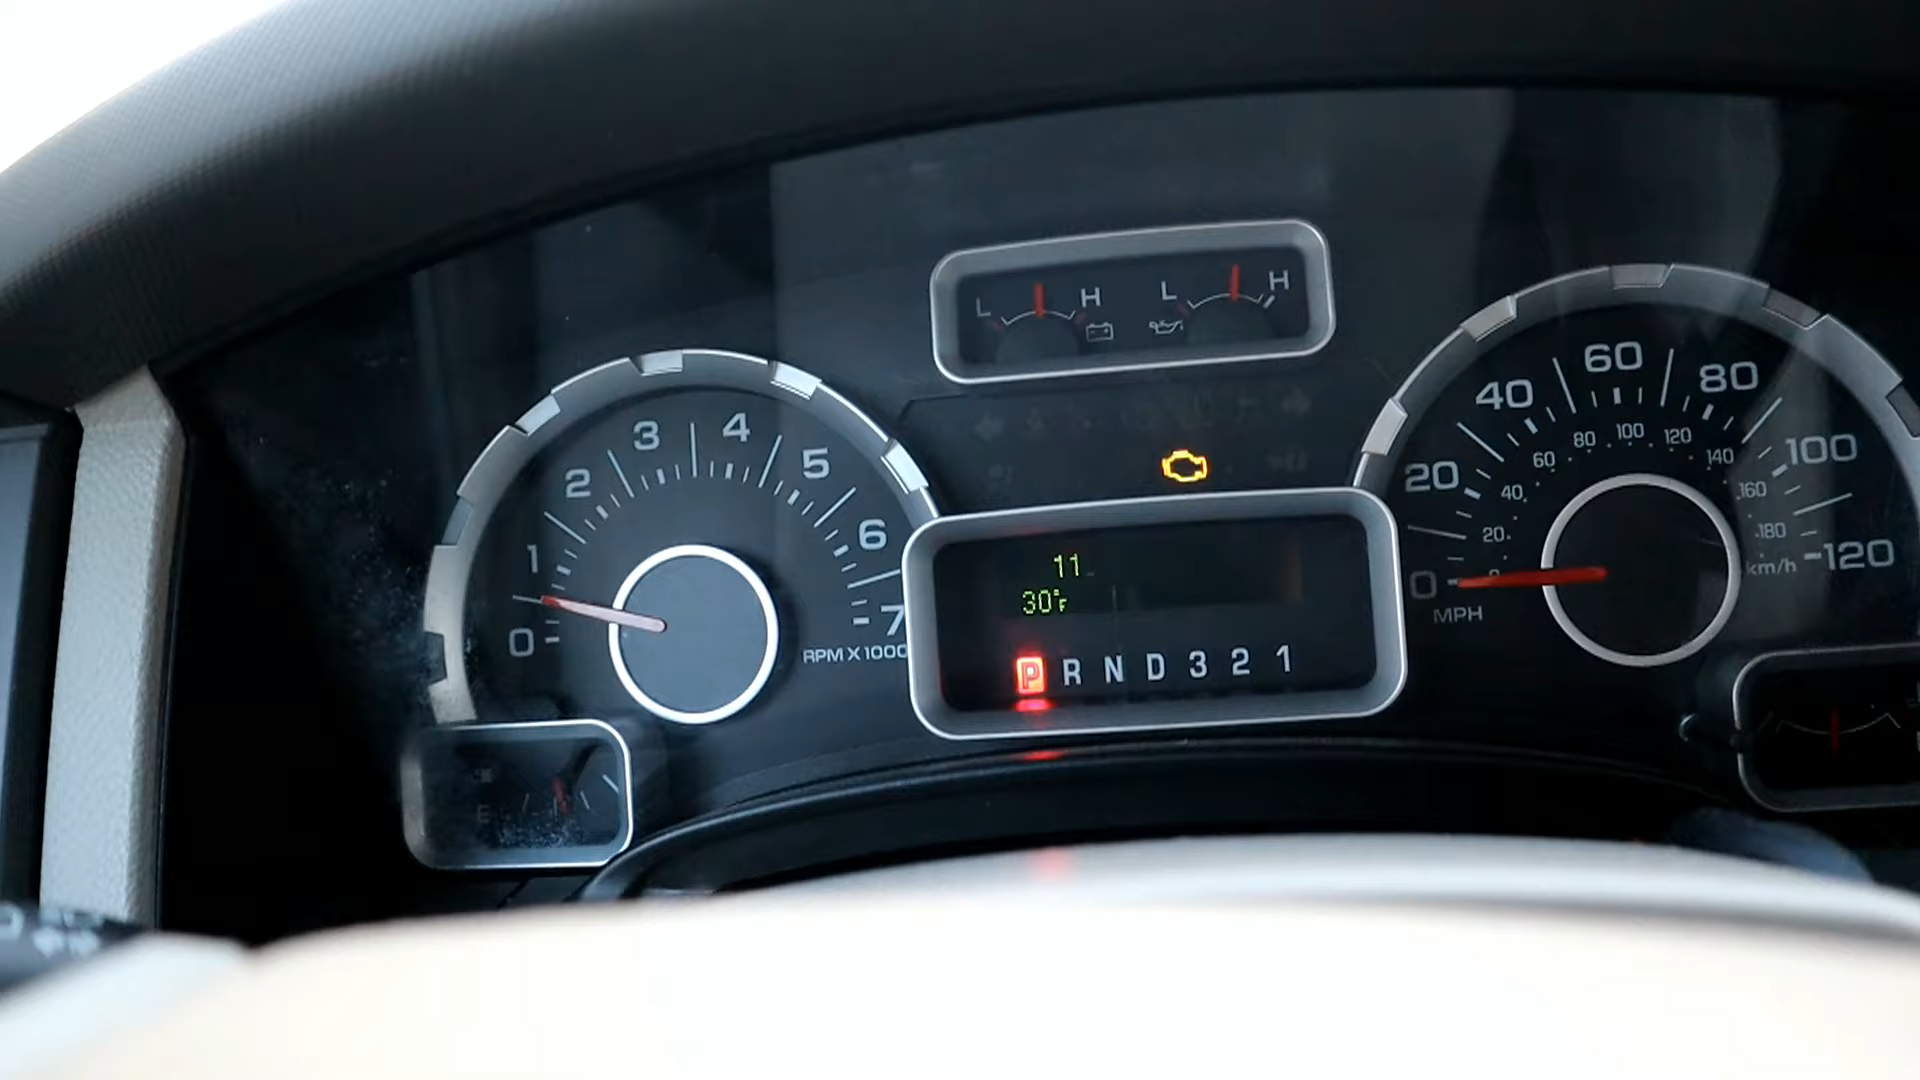 L H L H
0 1 2 3 4 5 6 7
RPM X 1000
11
30°F
P R N D 3 2 1
0 20 40 60 80 100 120
MPH
0 20 40 60 80 100 120 140 160 180
km/h
E